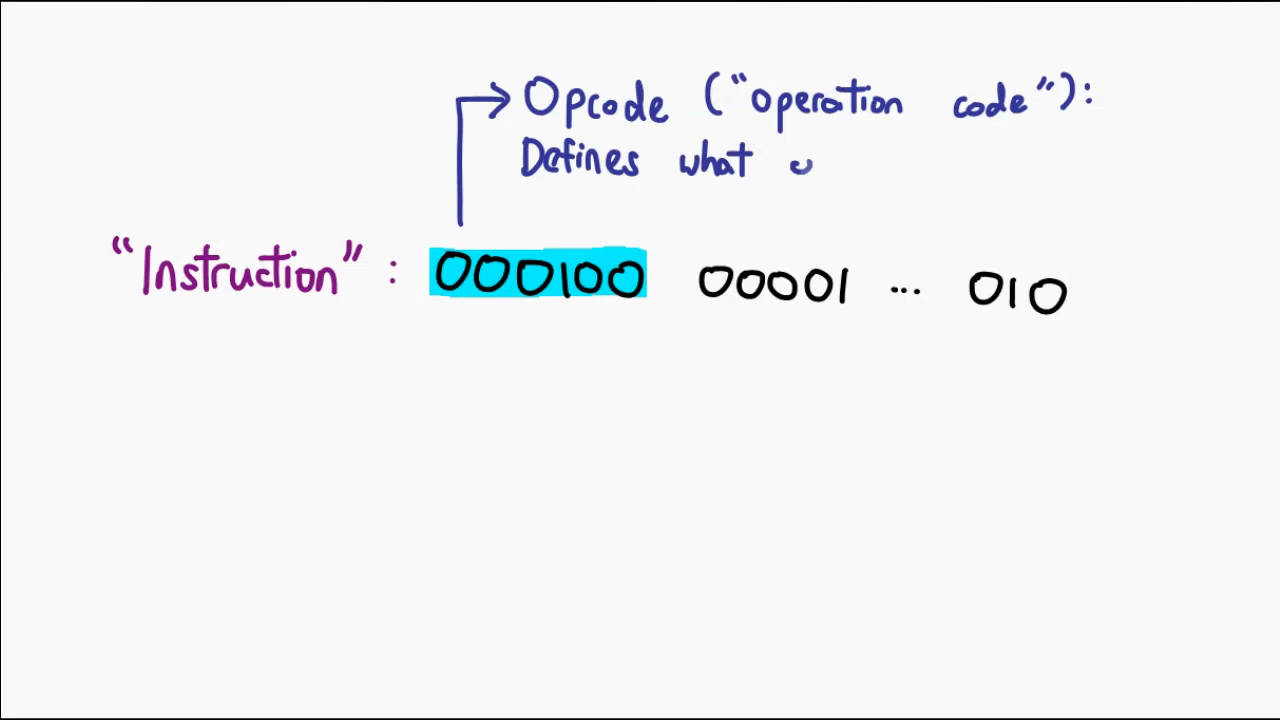 Opcode ("operation code"):
Defines what
"Instruction": 000100 00001 ... 010